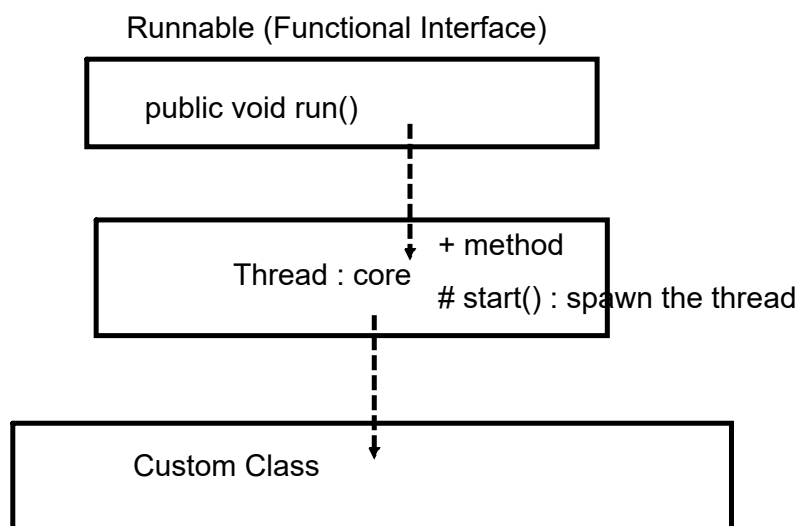 Runnable (Functional Interface)
public void run()
+ method
Thread : core
# start() : spawn the thread
Custom Class